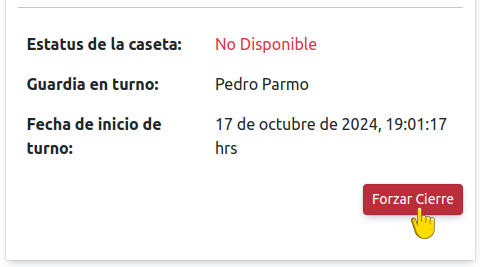 Estatus de la caseta: No Disponible
Guardia en turno: Pedro Parmo
Fecha de inicio de turno: 17 de octubre de 2024, 19:01:17 hrs
Forzar Cierre